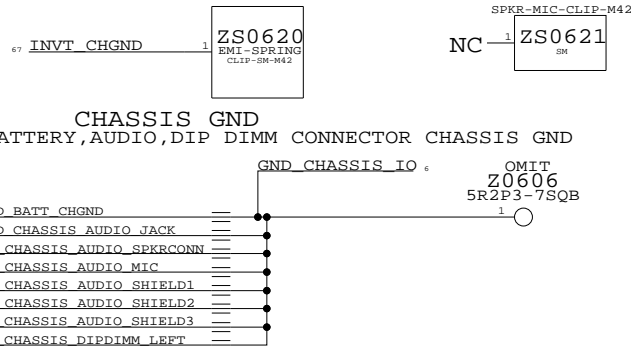 SPKR-MIC-CLIP-M42
67 INVT_CHGND 1 ZS0620
EMI-SPRING
CLIP-SM-M42
NC 1 ZS0621
SM
CHASSIS GND
ATTERY,AUDIO,DIP DIMM CONNECTOR CHASSIS GND
GND_CHASSIS_IO 6
OMIT
Z0606
5R2P3-7SQB
1
D_BATT_CHGND
D_CHASSIS_AUDIO_JACK
_CHASSIS_AUDIO_SPKRCONN
_CHASSIS_AUDIO_MIC
_CHASSIS_AUDIO_SHIELD1
_CHASSIS_AUDIO_SHIELD2
_CHASSIS_AUDIO_SHIELD3
_CHASSIS_DIPDIMM_LEFT